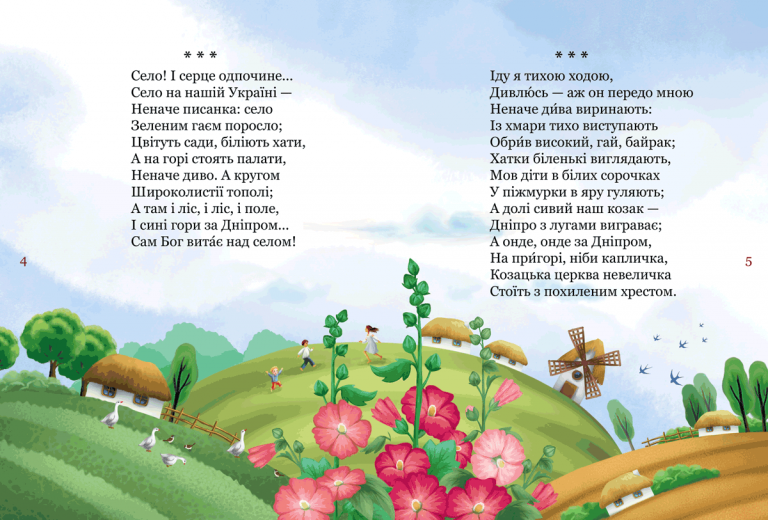 * * *
Село! І серце одпочине...
Село на нашій Україні —
Неначе писанка: село
Зеленим гаєм поросло;
Цвітуть сади, біліють хати,
А на горі стоять палати,
Неначе диво. А кругом
Широколистії тополі;
А там і ліс, і ліс, і поле,
І сині гори за Дніпром...
Сам Бог вита́є над селом!
4
* * *
Іду я тихою ходою,
Дивлю́сь — аж он передо мною
Неначе ди́ва виринають:
Із хмари тихо виступають
Обри́в високий, гай, байрак;
Хатки біленькі виглядають,
Мов діти в білих сорочках
У піжмурки в яру гуляють;
А долі сивий наш козак —
Дніпро з лугами виграває;
А онде, онде за Дніпром,
На при́горі, ніби капличка,
Козацька церква невеличка
Стоїть з похиленим хрестом.
5